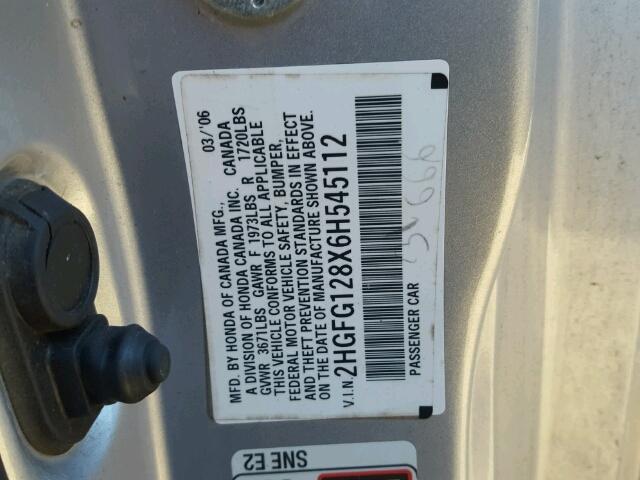 MFD. BY HONDA OF CANADA MFG., 03/'06
A DIVISION OF HONDA CANADA INC. CANADA
GVWR 3671LBS GAWR F 1973LBS R 1720LBS
THIS VEHICLE CONFORMS TO ALL APPLICABLE
FEDERAL MOTOR VEHICLE SAFETY, BUMPER,
AND THEFT PREVENTION STANDARDS IN EFFECT
ON THE DATE OF MANUFACTURE SHOWN ABOVE.
V.I.N. 2HGFG128X6H545112
PASSENGER CAR
SNE E2